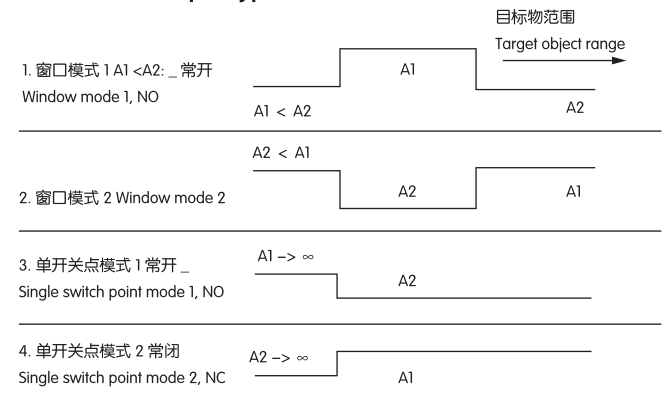 目标物范围
Target object range
1. 窗口模式 1 A1 <A2: _ 常开
Window mode 1, NO
A1
A1 < A2
A2
A2 < A1
2. 窗口模式 2 Window mode 2
A2
A1
3. 单开关点模式 1 常开 _
Single switch point mode 1, NO
A1 –> ∞
A2
4. 单开关点模式 2 常闭
Single switch point mode 2, NC
A2 –> ∞
A1